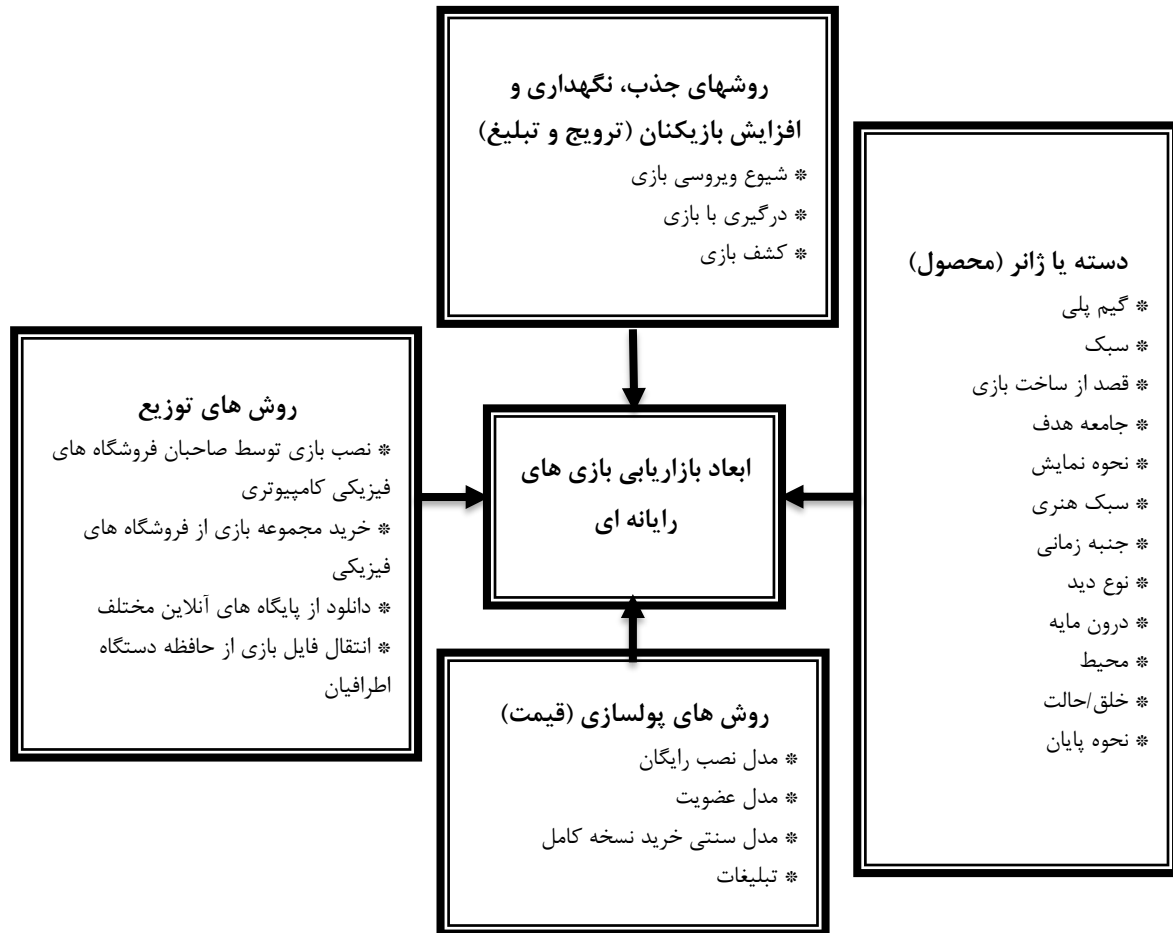 روشهای جذب، نگهداری و
افزایش بازیکنان (ترویج و تبلیغ)
* شیوع ویروسی بازی
* درگیری با بازی
* کشف بازی
دسته یا ژانر (محصول)
* گیم پلی
* سبک
* قصد از ساخت بازی
* جامعه هدف
* نحوه نمایش
* سبک هنری
* جنبه زمانی
* نوع دید
* درون مایه
* محیط
* خلق/حالت
* نحوه پایان
ابعاد بازاریابی بازی های
رایانه ای
روش های توزیع
* نصب بازی توسط صاحبان فروشگاه های
فیزیکی کامپیوتری
* خرید مجموعه بازی از فروشگاه های
فیزیکی
* دانلود از پایگاه های آنلاین مختلف
* انتقال فایل بازی از حافظه دستگاه
اطرافیان
روش های پولسازی (قیمت)
* مدل نصب رایگان
* مدل عضویت
* مدل سنتی خرید نسخه کامل
* تبلیغات